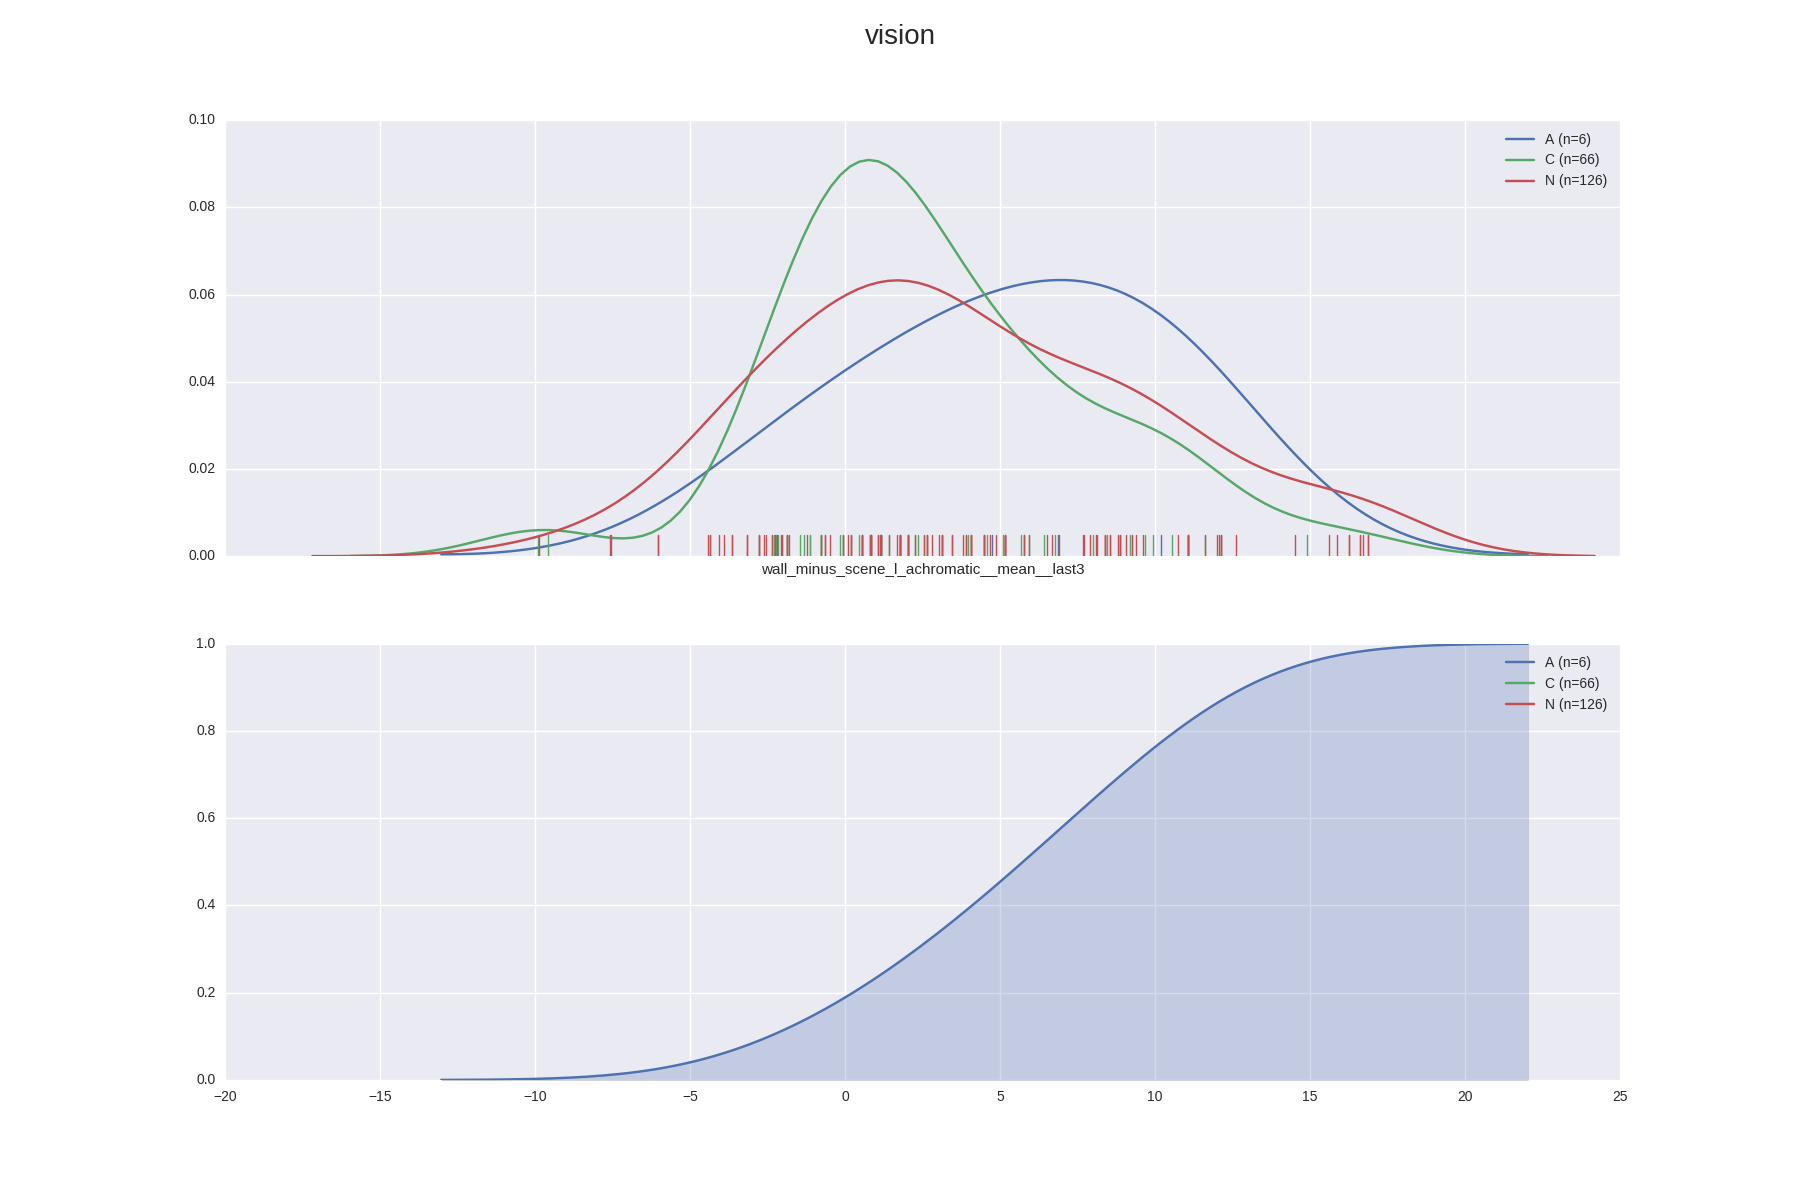 vision
0.10
0.08
0.06
0.04
0.02
0.00
A (n=6)
C (n=66)
N (n=126)
wall_minus_scene_l_achromatic__mean__last3
1.0
0.8
0.6
0.4
0.2
0.0
A (n=6)
C (n=66)
N (n=126)
−20 −15 −10 −5 0 5 10 15 20 25